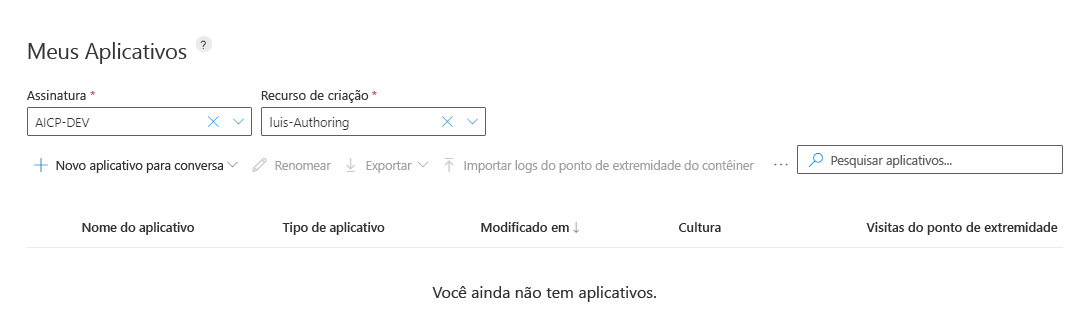 Meus Aplicativos ?
Assinatura * Recurso de criação *
AICP-DEV luis-Authoring
Novo aplicativo para conversa Renomear Exportar Importar logs do ponto de extremidade do contêiner ... Pesquisar aplicativos...
Nome do aplicativo Tipo de aplicativo Modificado em ↓ Cultura Visitas do ponto de extremidade
Você ainda não tem aplicativos.